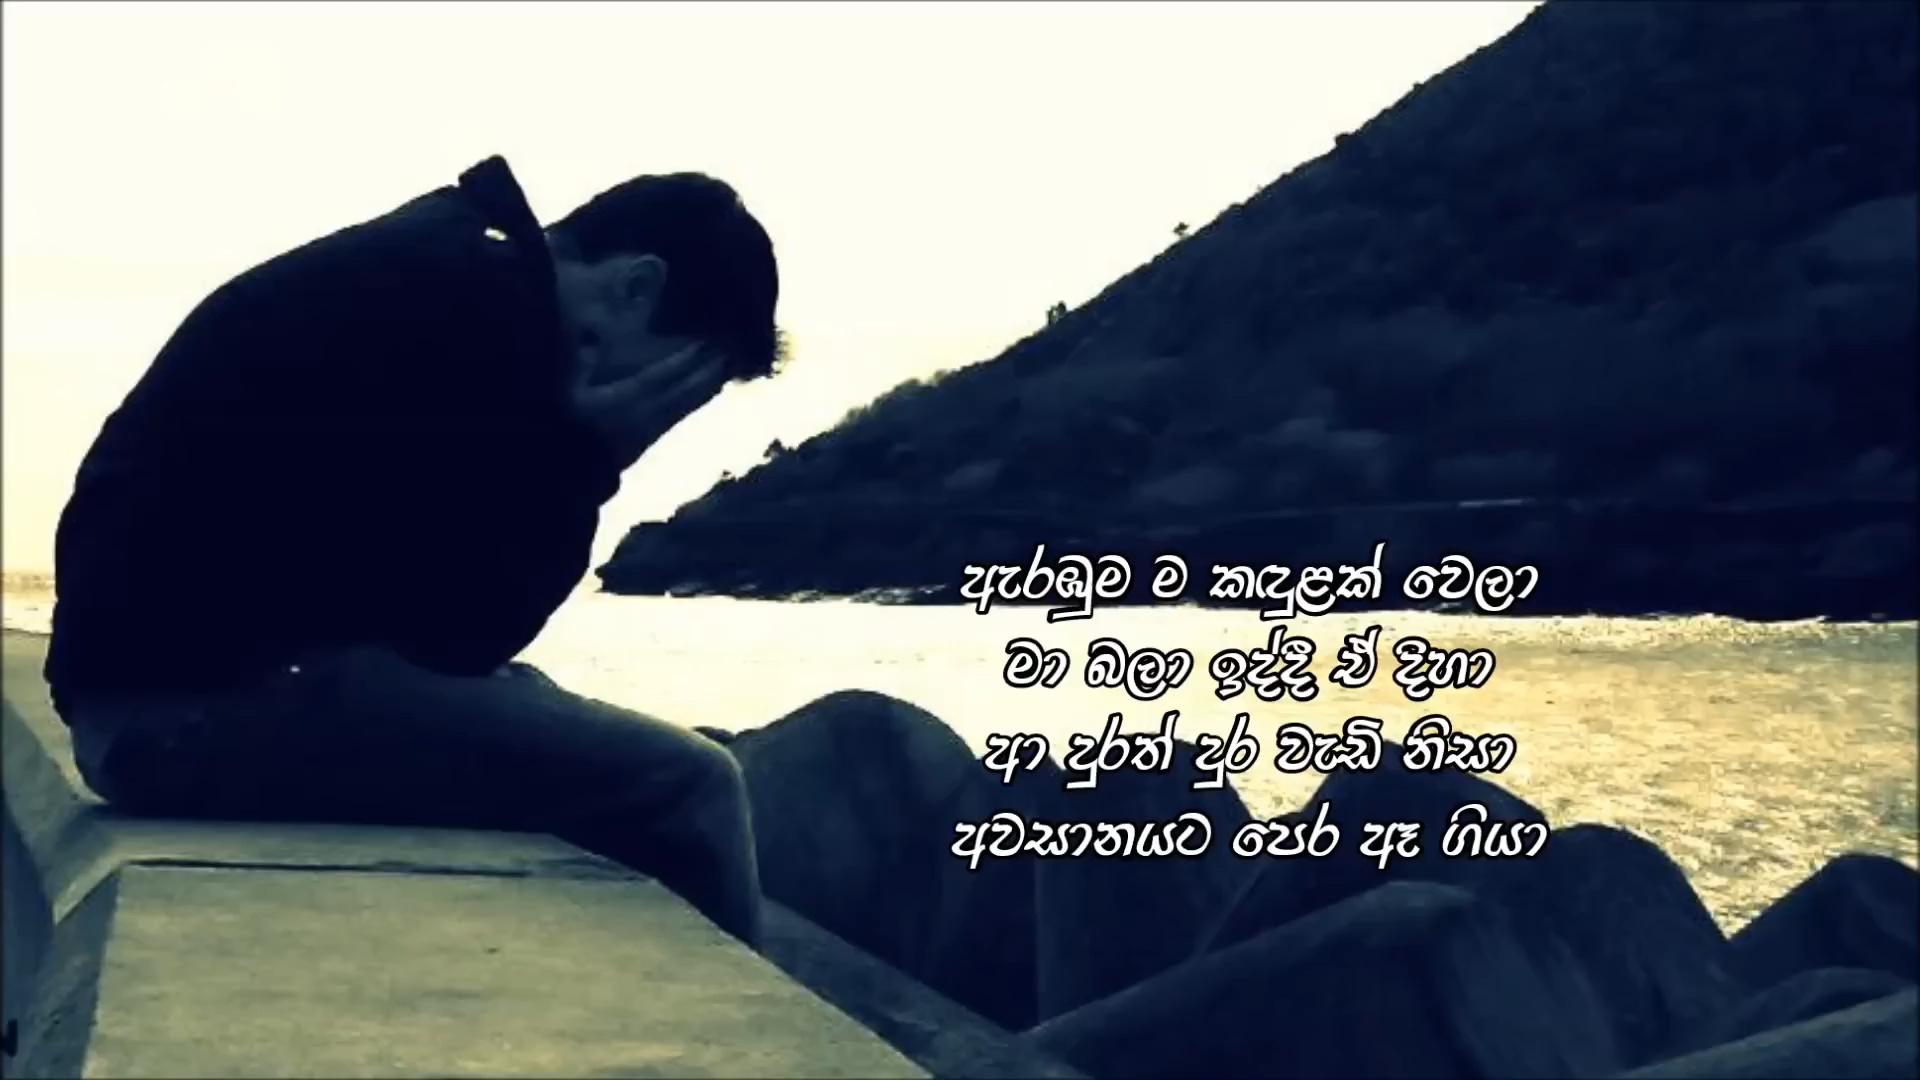 ඇරඹුම ම කඳුළක් වෙලා
මා බලා ඉද්දී ඒ දිහා
ආ දුරත් දුර වැඩි නිසා
අවසානයට පෙර ඈ ගියා